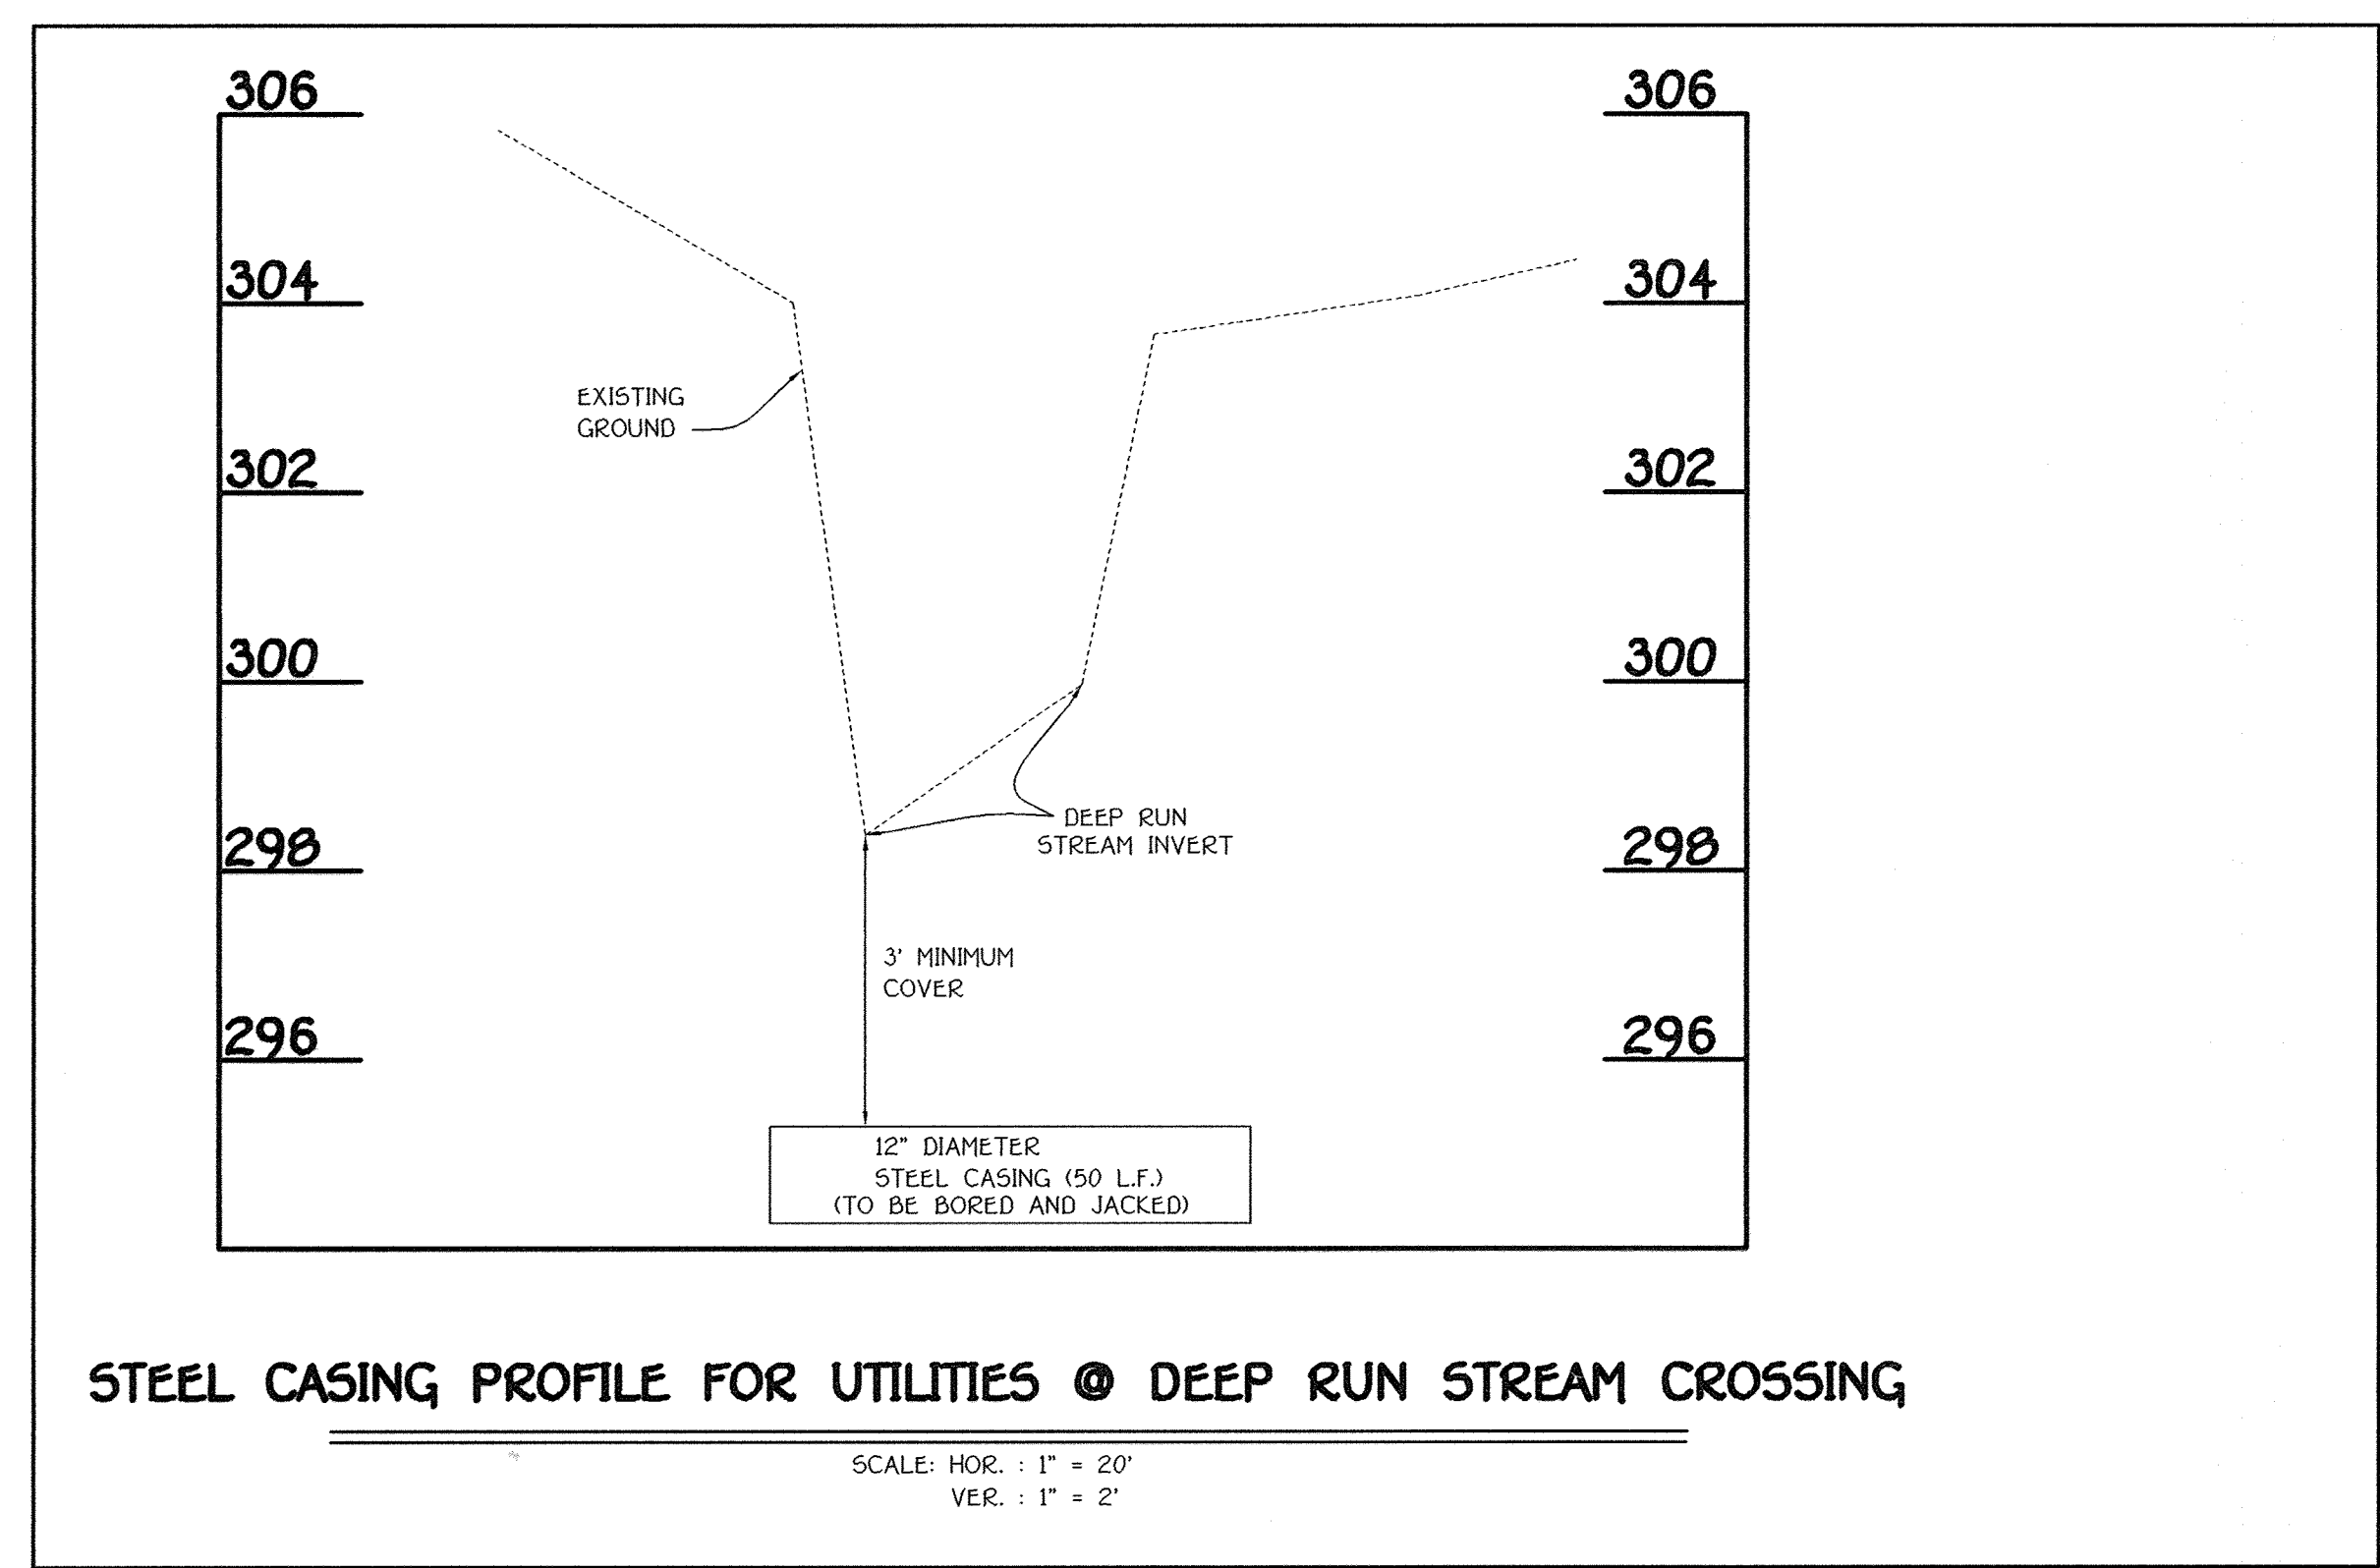 306
306
304
304
EXISTING
GROUND
302
302
300
300
DEEP RUN
STREAM INVERT
298
298
3' MINIMUM
COVER
296
296
12" DIAMETER
STEEL CASING (50 L.F.)
(TO BE BORED AND JACKED)
STEEL CASING PROFILE FOR UTILITIES @ DEEP RUN STREAM CROSSING
SCALE: HOR. : 1" = 20'
VER. : 1" = 2'